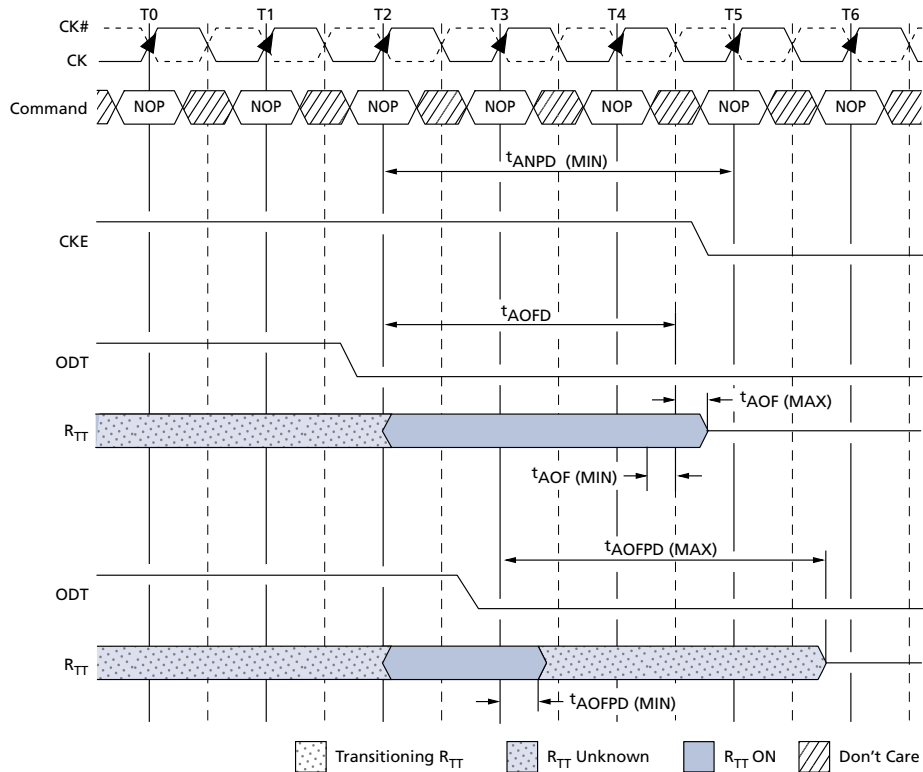 T0 T1 T2 T3 T4 T5 T6
CK#
CK
Command NOP NOP NOP NOP NOP NOP NOP
tANPD (MIN)
CKE
tAOFD
ODT
tAOF (MAX)
RTT
tAOF (MIN)
tAOFPD (MAX)
ODT
RTT
tAOFPD (MIN)
Transitioning RTT RTT Unknown RTT ON Don't Care